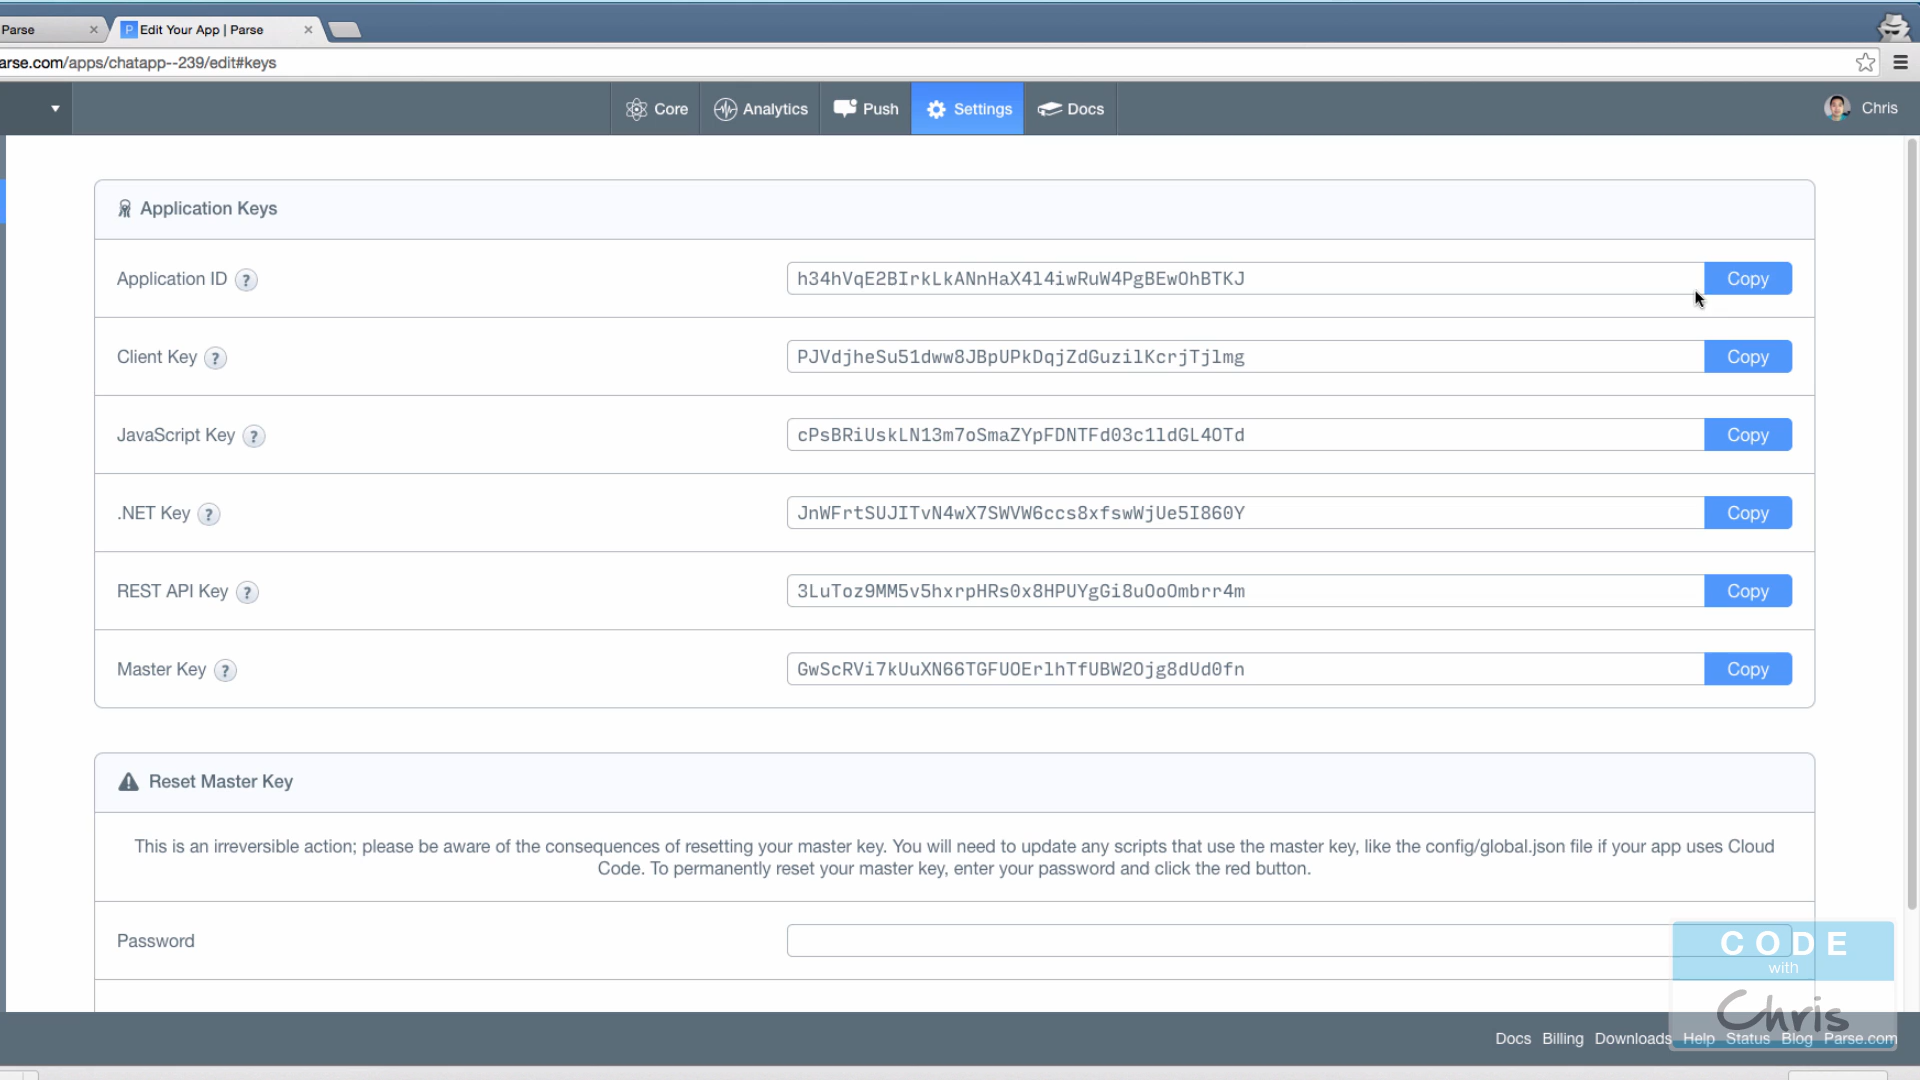 Parse
Edit Your App | Parse
arse.com/apps/chatapp--239/edit#keys
Core
Analytics
Push
Settings
Docs
Chris
Application Keys
Application ID ?
h34hVqE2BIrkLkANnHaX4l4iwRuW4PgBEwOhBTKJ
Copy
Client Key ?
PJVdjheSu51dww8JBpUPkDqjZdGuzilKcrjTjlmg
Copy
JavaScript Key ?
cPsBRiUskLN13m7oSmaZYpFDNTFd03c1ldGL4OTd
Copy
.NET Key ?
JnWFrtSUJITvN4wX7SWVW6ccs8xfswWjUe5I860Y
Copy
REST API Key ?
3LuToz9MM5v5hxrpHRs0x8HPUYgGi8uOoOmbrr4m
Copy
Master Key ?
GwScRVi7kUuXN66TGFUOErlhTfUBW2Ojg8dUd0fn
Copy
Reset Master Key
This is an irreversible action; please be aware of the consequences of resetting your master key. You will need to update any scripts that use the master key, like the config/global.json file if your app uses Cloud
Code. To permanently reset your master key, enter your password and click the red button.
Password
CODE
with
Chris
Docs Billing Downloads Help Status Blog Parse.com